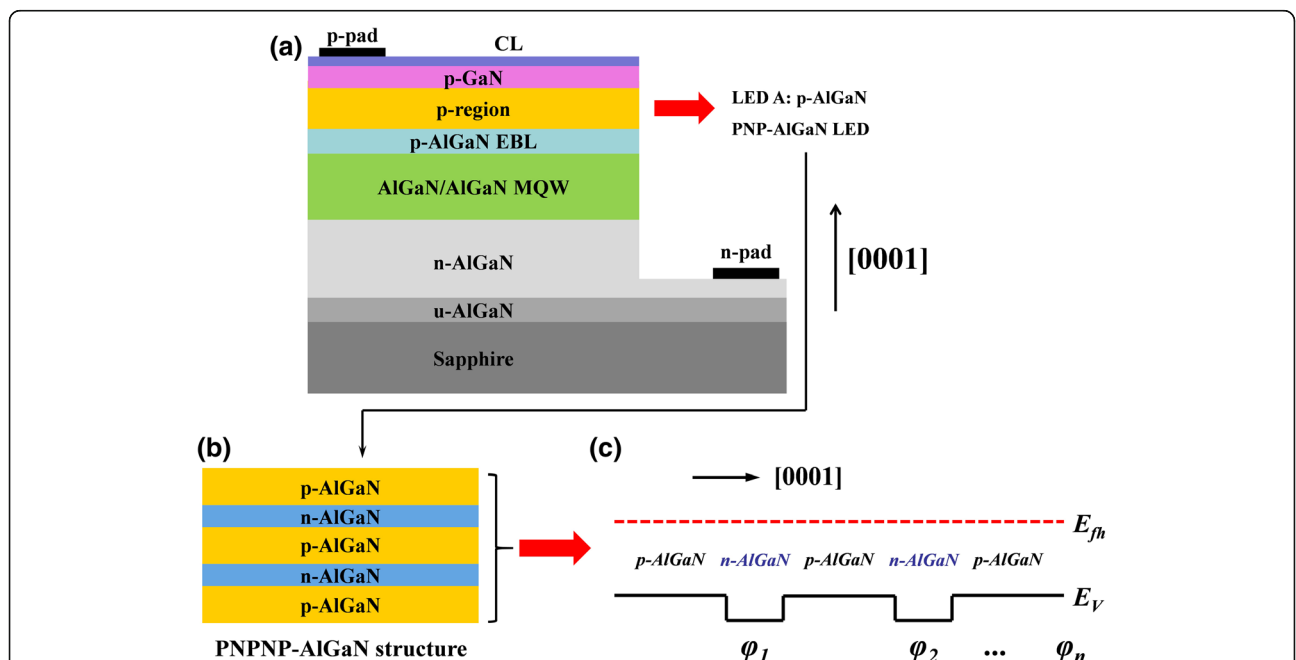 (a)
p-pad
CL
p-GaN
p-region
p-AlGaN EBL
AlGaN/AlGaN MQW
n-AlGaN
n-pad
u-AlGaN
Sapphire
LED A: p-AlGaN
PNP-AlGaN LED
[0001]
(b)
p-AlGaN
n-AlGaN
p-AlGaN
n-AlGaN
p-AlGaN
PNPNP-AlGaN structure
(c)
[0001]
E_fh
p-AlGaN n-AlGaN p-AlGaN n-AlGaN p-AlGaN
E_V
φ_1 φ_2 ... φ_n